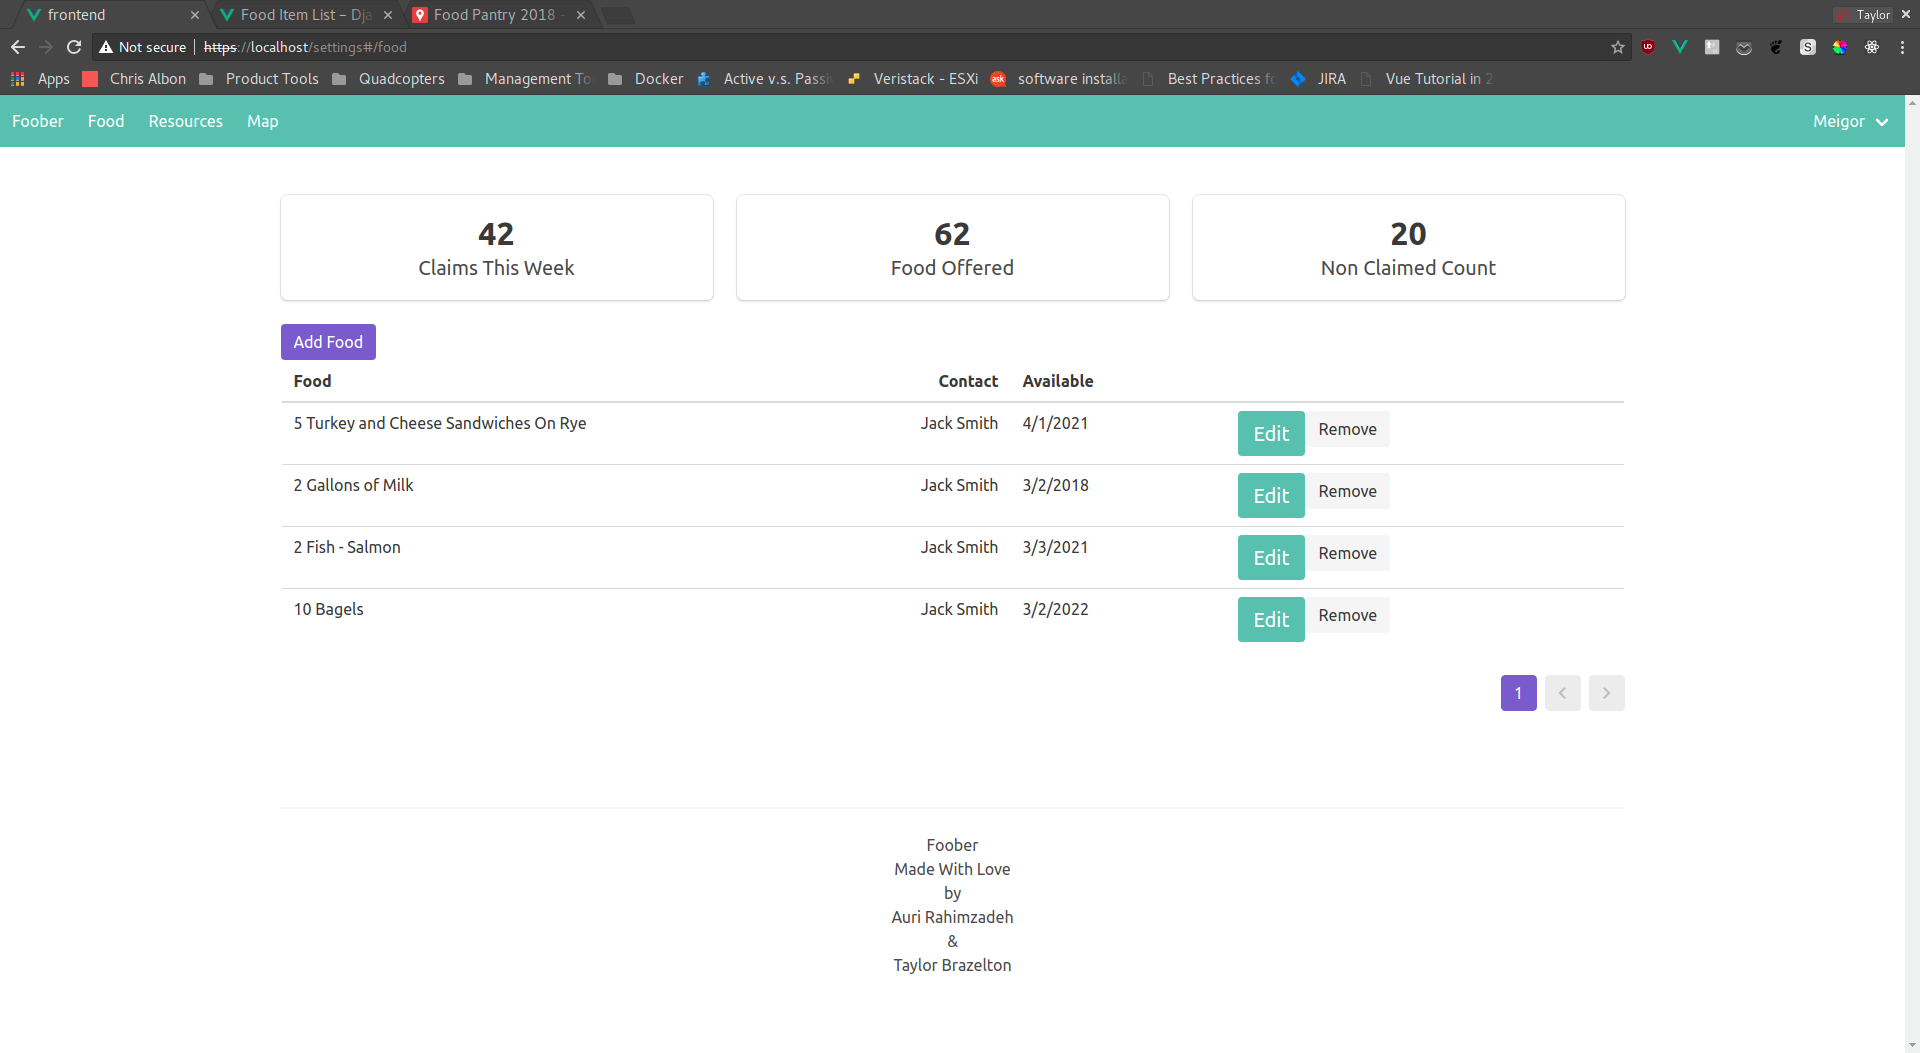 frontend
Food Item List – Dja
Food Pantry 2018 -
Taylor
Not secure | https://localhost/settings#/food
Apps Chris Albon Product Tools Quadcopters Management To Docker Active v.s. Passi Veristack - ESXi software installa Best Practices fo JIRA Vue Tutorial in 2
Foober Food Resources Map Meigor
42
Claims This Week
62
Food Offered
20
Non Claimed Count
Add Food
Food Contact Available
5 Turkey and Cheese Sandwiches On Rye Jack Smith 4/1/2021 Edit Remove
2 Gallons of Milk Jack Smith 3/2/2018 Edit Remove
2 Fish - Salmon Jack Smith 3/3/2021 Edit Remove
10 Bagels Jack Smith 3/2/2022 Edit Remove
1
Foober
Made With Love
by
Auri Rahimzadeh
&
Taylor Brazelton